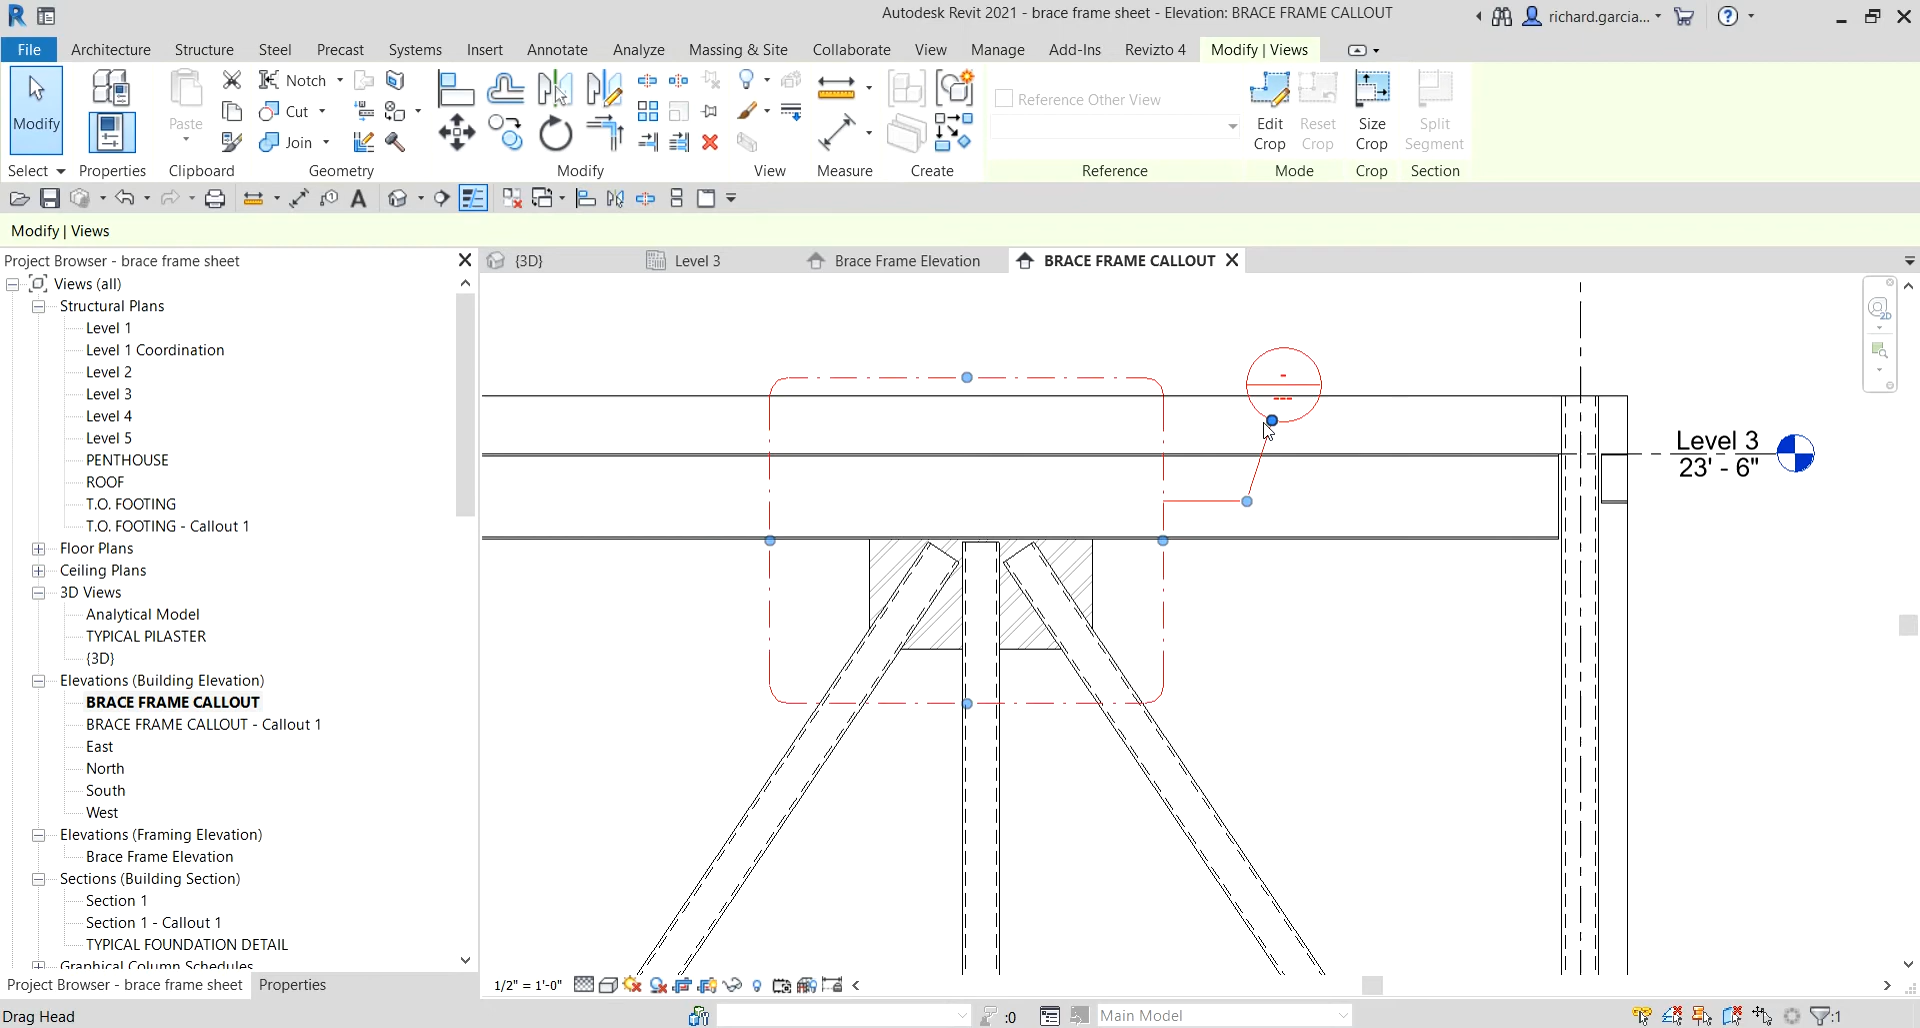 Autodesk Revit 2021 - brace frame sheet - Elevation: BRACE FRAME CALLOUT
richard.garcia...
File
Architecture
Structure
Steel
Precast
Systems
Insert
Annotate
Analyze
Massing & Site
Collaborate
View
Manage
Add-Ins
Revizto 4
Modify | Views
Modify
Paste
Notch
Cut
Join
Reference Other View
Edit
Crop
Reset
Crop
Size
Crop
Split
Segment
Select
Properties
Clipboard
Geometry
Modify
View
Measure
Create
Reference
Mode
Crop
Section
Modify | Views
Project Browser - brace frame sheet
{3D}
Level 3
Brace Frame Elevation
BRACE FRAME CALLOUT
Views (all)
Structural Plans
Level 1
Level 1 Coordination
Level 2
Level 3
Level 4
Level 5
PENTHOUSE
ROOF
T.O. FOOTING
T.O. FOOTING - Callout 1
Floor Plans
Ceiling Plans
3D Views
Analytical Model
TYPICAL PILASTER
{3D}
Elevations (Building Elevation)
BRACE FRAME CALLOUT
BRACE FRAME CALLOUT - Callout 1
East
North
South
West
Elevations (Framing Elevation)
Brace Frame Elevation
Sections (Building Section)
Section 1
Section 1 - Callout 1
TYPICAL FOUNDATION DETAIL
Graphical Column Schedules
-
---
Level 3
23' - 6"
2D
Project Browser - brace frame sheet
Properties
1/2" = 1'-0"
Drag Head
:0
Main Model
:1